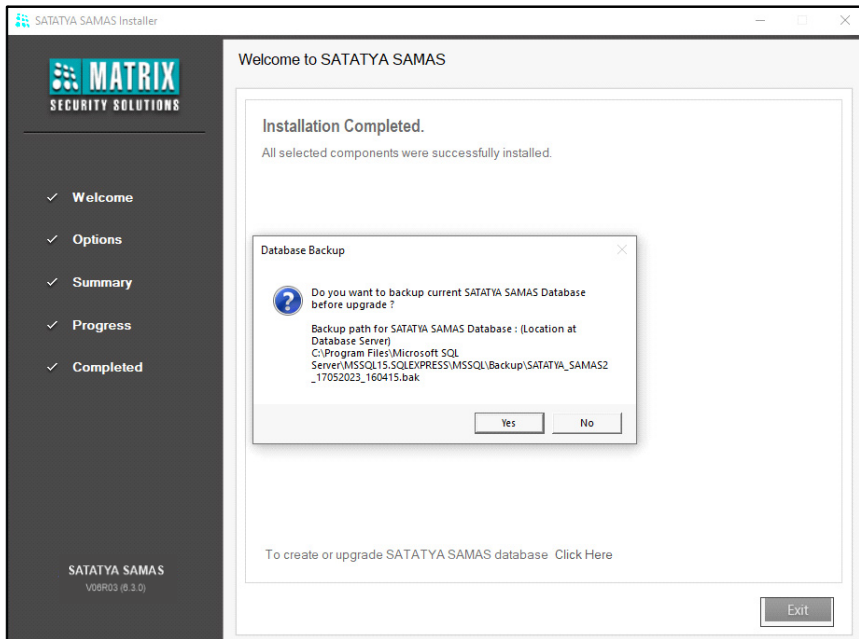 SATATYA SAMAS Installer
MATRIX
SECURITY SOLUTIONS
Welcome
Options
Summary
Progress
Completed
SATATYA SAMAS
V06R03 (6.3.0)
Welcome to SATATYA SAMAS
Installation Completed.
All selected components were successfully installed.
Database Backup
Do you want to backup current SATATYA SAMAS Database
before upgrade ?
Backup path for SATATYA SAMAS Database : (Location at
Database Server)
C:\Program Files\Microsoft SQL
Server\MSSQL15.SQLEXPRESS\MSSQL\Backup\SATATYA_SAMAS2
_17052023_160415.bak
Yes
No
To create or upgrade SATATYA SAMAS database Click Here
Exit